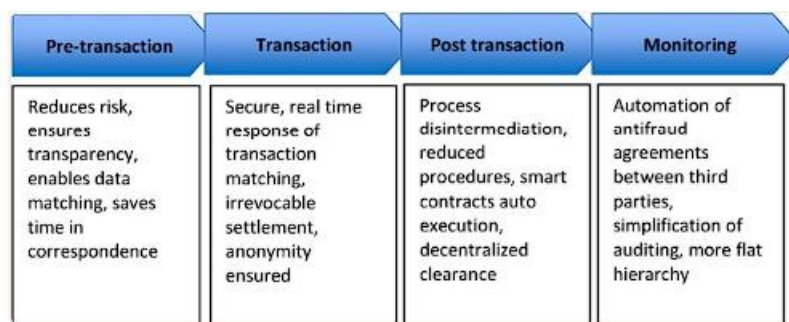 Pre-transaction
Transaction
Post transaction
Monitoring
Reduces risk,
ensures
transparency,
enables data
matching, saves
time in
correspondence
Secure, real time
response of
transaction
matching,
irrevocable
settlement,
anonymity
ensured
Process
disintermediation,
reduced
procedures, smart
contracts auto
execution,
decentralized
clearance
Automation of
antifraud
agreements
between third
parties,
simplification of
auditing, more flat
hierarchy